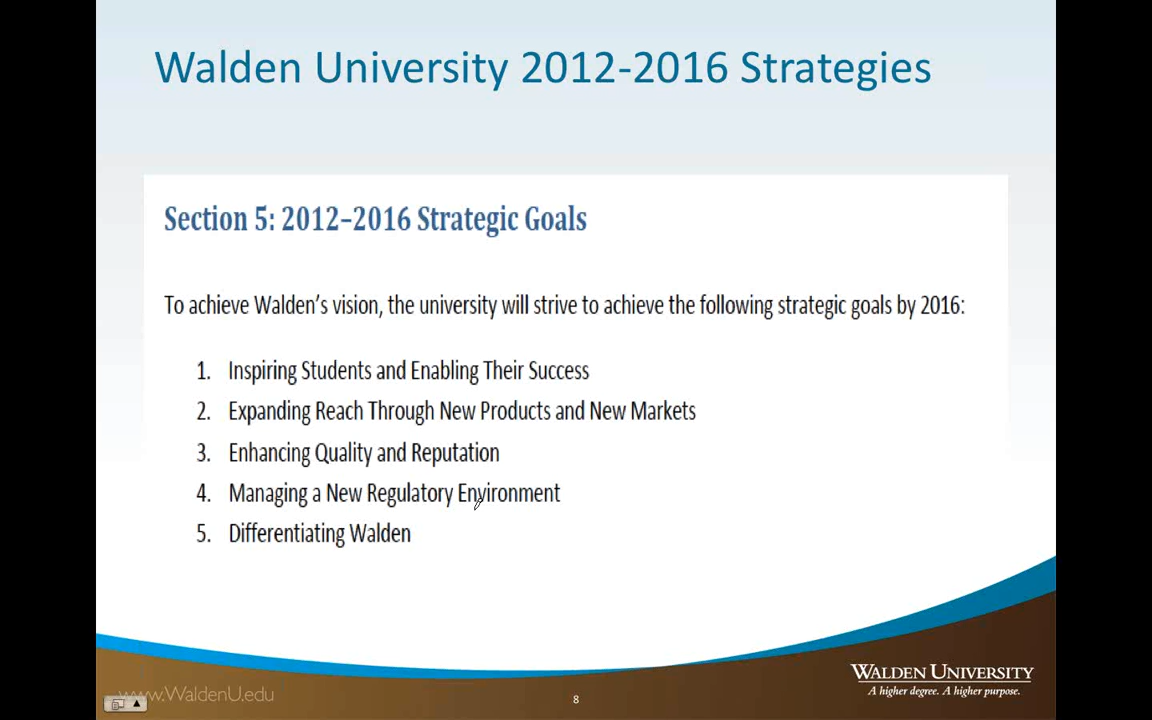 Walden University 2012-2016 Strategies
Section 5: 2012–2016 Strategic Goals
To achieve Walden's vision, the university will strive to achieve the following strategic goals by 2016:
1. Inspiring Students and Enabling Their Success
2. Expanding Reach Through New Products and New Markets
3. Enhancing Quality and Reputation
4. Managing a New Regulatory Environment
5. Differentiating Walden
www.WaldenU.edu
8
WALDEN UNIVERSITY
A higher degree. A higher purpose.